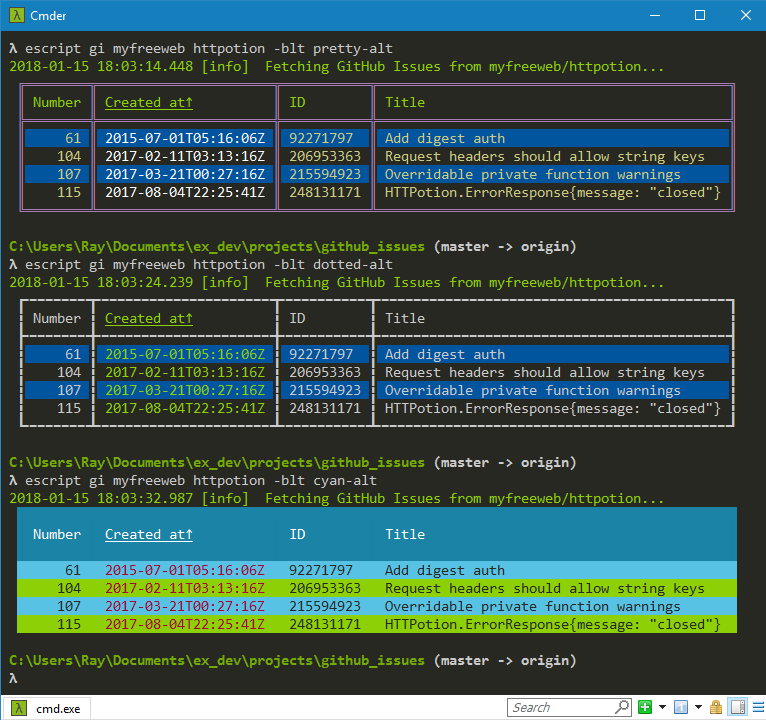 Cmder
λ escript gi myfreeweb httpotion -blt pretty-alt
2018-01-15 18:03:14.448 [info]  Fetching GitHub Issues from myfreeweb/httpotion...
Number Created at↑ ID Title
61 2015-07-01T05:16:06Z 92271797 Add digest auth
104 2017-02-11T03:13:16Z 206953363 Request headers should allow string keys
107 2017-03-21T00:27:16Z 215594923 Overridable private function warnings
115 2017-08-04T22:25:41Z 248131171 HTTPotion.ErrorResponse{message: "closed"}
C:\Users\Ray\Documents\ex_dev\projects\github_issues (master -> origin)
λ escript gi myfreeweb httpotion -blt dotted-alt
2018-01-15 18:03:24.239 [info]  Fetching GitHub Issues from myfreeweb/httpotion...
Number Created at↑ ID Title
61 2015-07-01T05:16:06Z 92271797 Add digest auth
104 2017-02-11T03:13:16Z 206953363 Request headers should allow string keys
107 2017-03-21T00:27:16Z 215594923 Overridable private function warnings
115 2017-08-04T22:25:41Z 248131171 HTTPotion.ErrorResponse{message: "closed"}
C:\Users\Ray\Documents\ex_dev\projects\github_issues (master -> origin)
λ escript gi myfreeweb httpotion -blt cyan-alt
2018-01-15 18:03:32.987 [info]  Fetching GitHub Issues from myfreeweb/httpotion...
Number Created at↑ ID Title
61 2015-07-01T05:16:06Z 92271797 Add digest auth
104 2017-02-11T03:13:16Z 206953363 Request headers should allow string keys
107 2017-03-21T00:27:16Z 215594923 Overridable private function warnings
115 2017-08-04T22:25:41Z 248131171 HTTPotion.ErrorResponse{message: "closed"}
C:\Users\Ray\Documents\ex_dev\projects\github_issues (master -> origin)
λ
λ cmd.exe Search